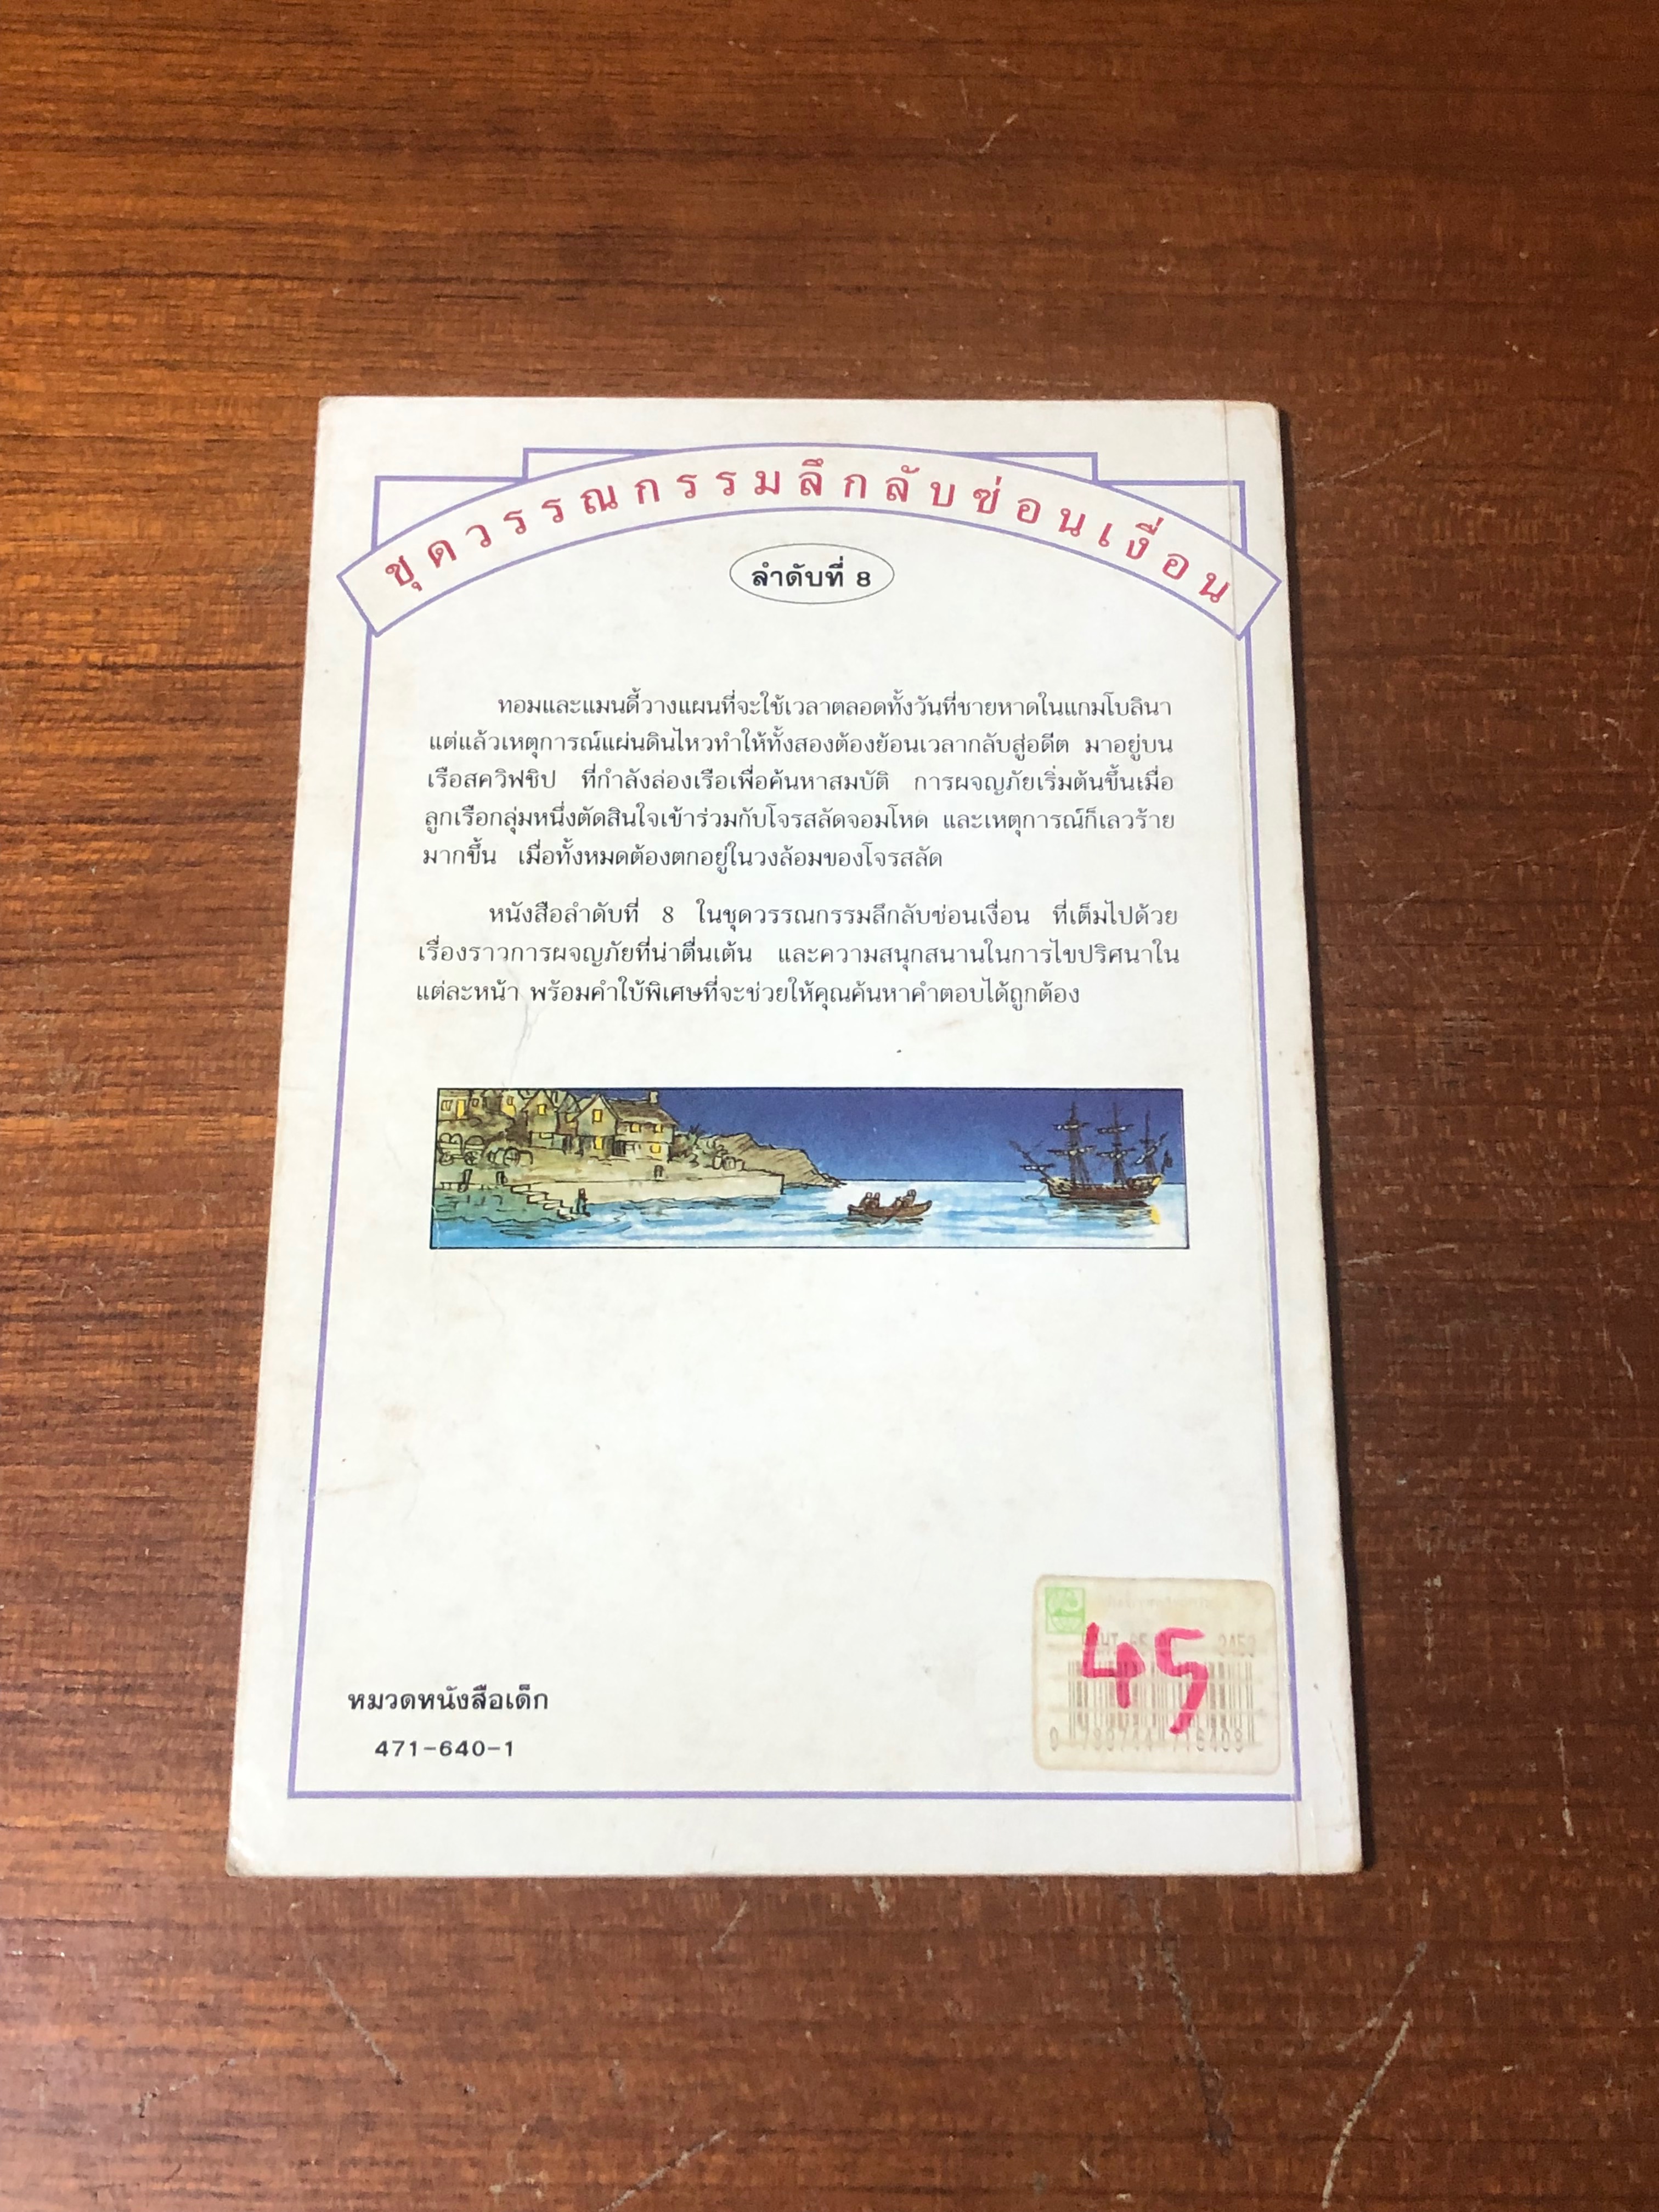 ชุดวรรณกรรมลึกลับซ่อนเงื่อน
ลำดับที่ 8
ทอมและแมนดี้วางแผนที่จะใช้เวลาตลอดทั้งวันที่ชายหาดในแกมโบลินา
แต่แล้วเหตุการณ์แผ่นดินไหวทำให้ทั้งสองต้องย้อนเวลากลับสู่อดีต มาอยู่บน
เรือสควิฟชิป ที่กำลังล่องเรือเพื่อค้นหาสมบัติ การผจญภัยเริ่มต้นขึ้นเมื่อ
ลูกเรือกลุ่มหนึ่งตัดสินใจเข้าร่วมกับโจรสลัดจอมโหด และเหตุการณ์ก็เลวร้าย
มากขึ้น เมื่อทั้งหมดต้องตกอยู่ในวงล้อมของโจรสลัด
หนังสือลำดับที่ 8 ในชุดวรรณกรรมลึกลับซ่อนเงื่อน ที่เต็มไปด้วย
เรื่องราวการผจญภัยที่น่าตื่นเต้น และความสนุกสนานในการไขปริศนาใน
แต่ละหน้า พร้อมคำใบ้พิเศษที่จะช่วยให้คุณค้นหาคำตอบได้ถูกต้อง
45
9 789744 716408
หมวดหนังสือเด็ก
471-640-1